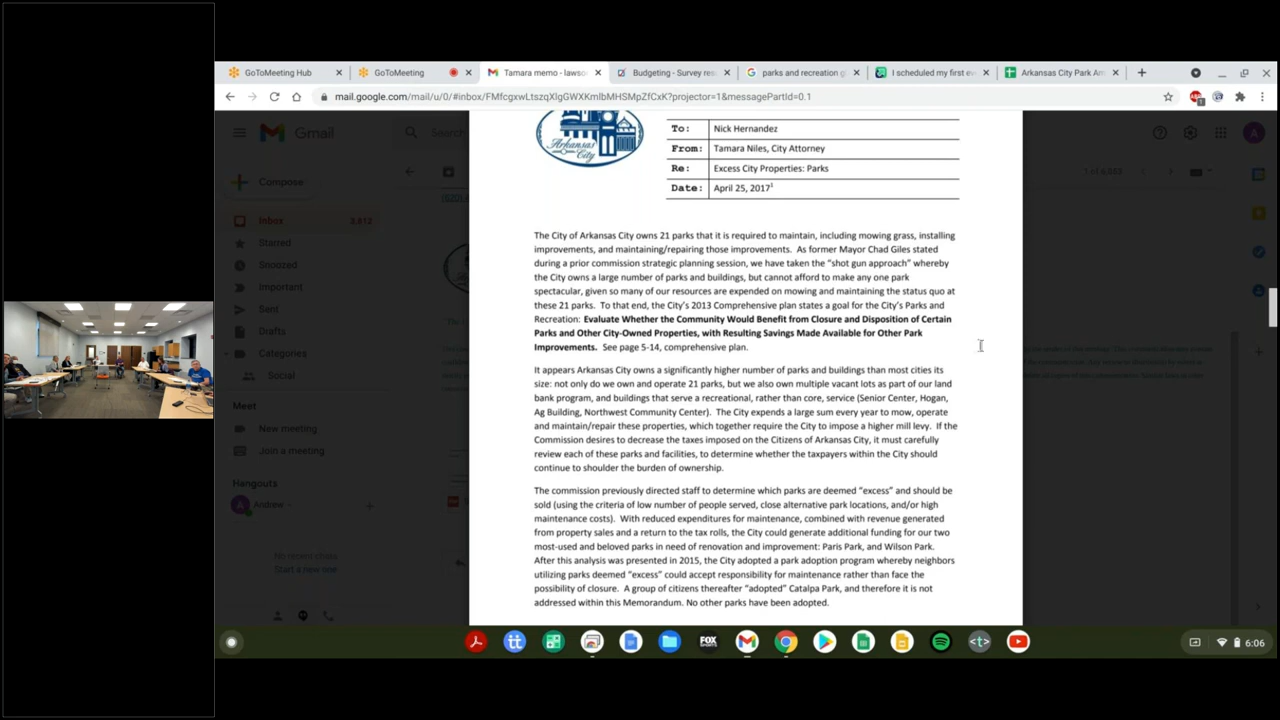 GoToMeeting Hub
GoToMeeting
Tamara memo - lawso
Budgeting - Survey res
parks and recreation g
I scheduled my first e
Arkansas City Park Am
mail.google.com/mail/u/0/#inbox/FMfcgxwLtszqXlgGWXKmlbMHSMpZfCxK?projector=1&messagePartId=0.1
Gmail
Search
Compose
Inbox 3,812
Starred
Snoozed
Important
Sent
Drafts
Categories
Social
Meet
New meeting
Join a meeting
Hangouts
Andrew
No recent chats
Start a new one
Arkansas City
To: Nick Hernandez
From: Tamara Niles, City Attorney
Re: Excess City Properties: Parks
Date: April 25, 2017¹
The City of Arkansas City owns 21 parks that it is required to maintain, including mowing grass, installing
improvements, and maintaining/repairing those improvements. As former Mayor Chad Giles stated
during a prior commission strategic planning session, we have taken the “shot gun approach” whereby
the City owns a large number of parks and buildings, but cannot afford to make any one park
spectacular, given so many of our resources are expended on mowing and maintaining the status quo at
these 21 parks. To that end, the City’s 2013 Comprehensive plan states a goal for the City’s Parks and
Recreation: Evaluate Whether the Community Would Benefit from Closure and Disposition of Certain
Parks and Other City-Owned Properties, with Resulting Savings Made Available for Other Park
Improvements. See page 5-14, comprehensive plan.
It appears Arkansas City owns a significantly higher number of parks and buildings than most cities its
size: not only do we own and operate 21 parks, but we also own multiple vacant lots as part of our land
bank program, and buildings that serve a recreational, rather than core, service (Senior Center, Hogan,
Ag Building, Northwest Community Center). The City expends a large sum every year to mow, operate
and maintain/repair these properties, which together require the City to impose a higher mill levy. If the
Commission desires to decrease the taxes imposed on the Citizens of Arkansas City, it must carefully
review each of these parks and facilities, to determine whether the taxpayers within the City should
continue to shoulder the burden of ownership.
The commission previously directed staff to determine which parks are deemed “excess” and should be
sold (using the criteria of low number of people served, close alternative park locations, and/or high
maintenance costs). With reduced expenditures for maintenance, combined with revenue generated
from property sales and a return to the tax rolls, the City could generate additional funding for our two
most-used and beloved parks in need of renovation and improvement: Paris Park, and Wilson Park.
After this analysis was presented in 2015, the City adopted a park adoption program whereby neighbors
utilizing parks deemed “excess” could accept responsibility for maintenance rather than face the
possibility of closure. A group of citizens thereafter “adopted” Catalpa Park, and therefore it is not
addressed within this Memorandum. No other parks have been adopted.
FOX
SPORTS
<t>
6:06